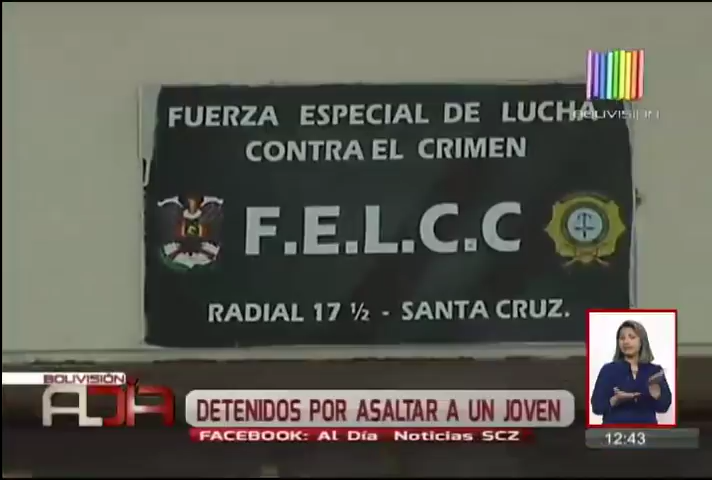 BOLIVISIÓN
FUERZA ESPECIAL DE LUCHA
CONTRA EL CRIMEN
F.E.L.C.C
RADIAL 17 ½ - SANTA CRUZ.
BOLIVISIÓN
AL DÍA
DETENIDOS POR ASALTAR A UN JOVEN
FACEBOOK: Al Día Noticias SCZ
12:43